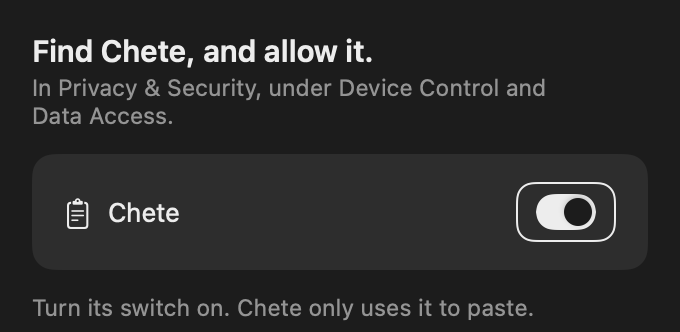 Find Chete, and allow it.
In Privacy & Security, under Device Control and
Data Access.
Chete
Turn its switch on. Chete only uses it to paste.